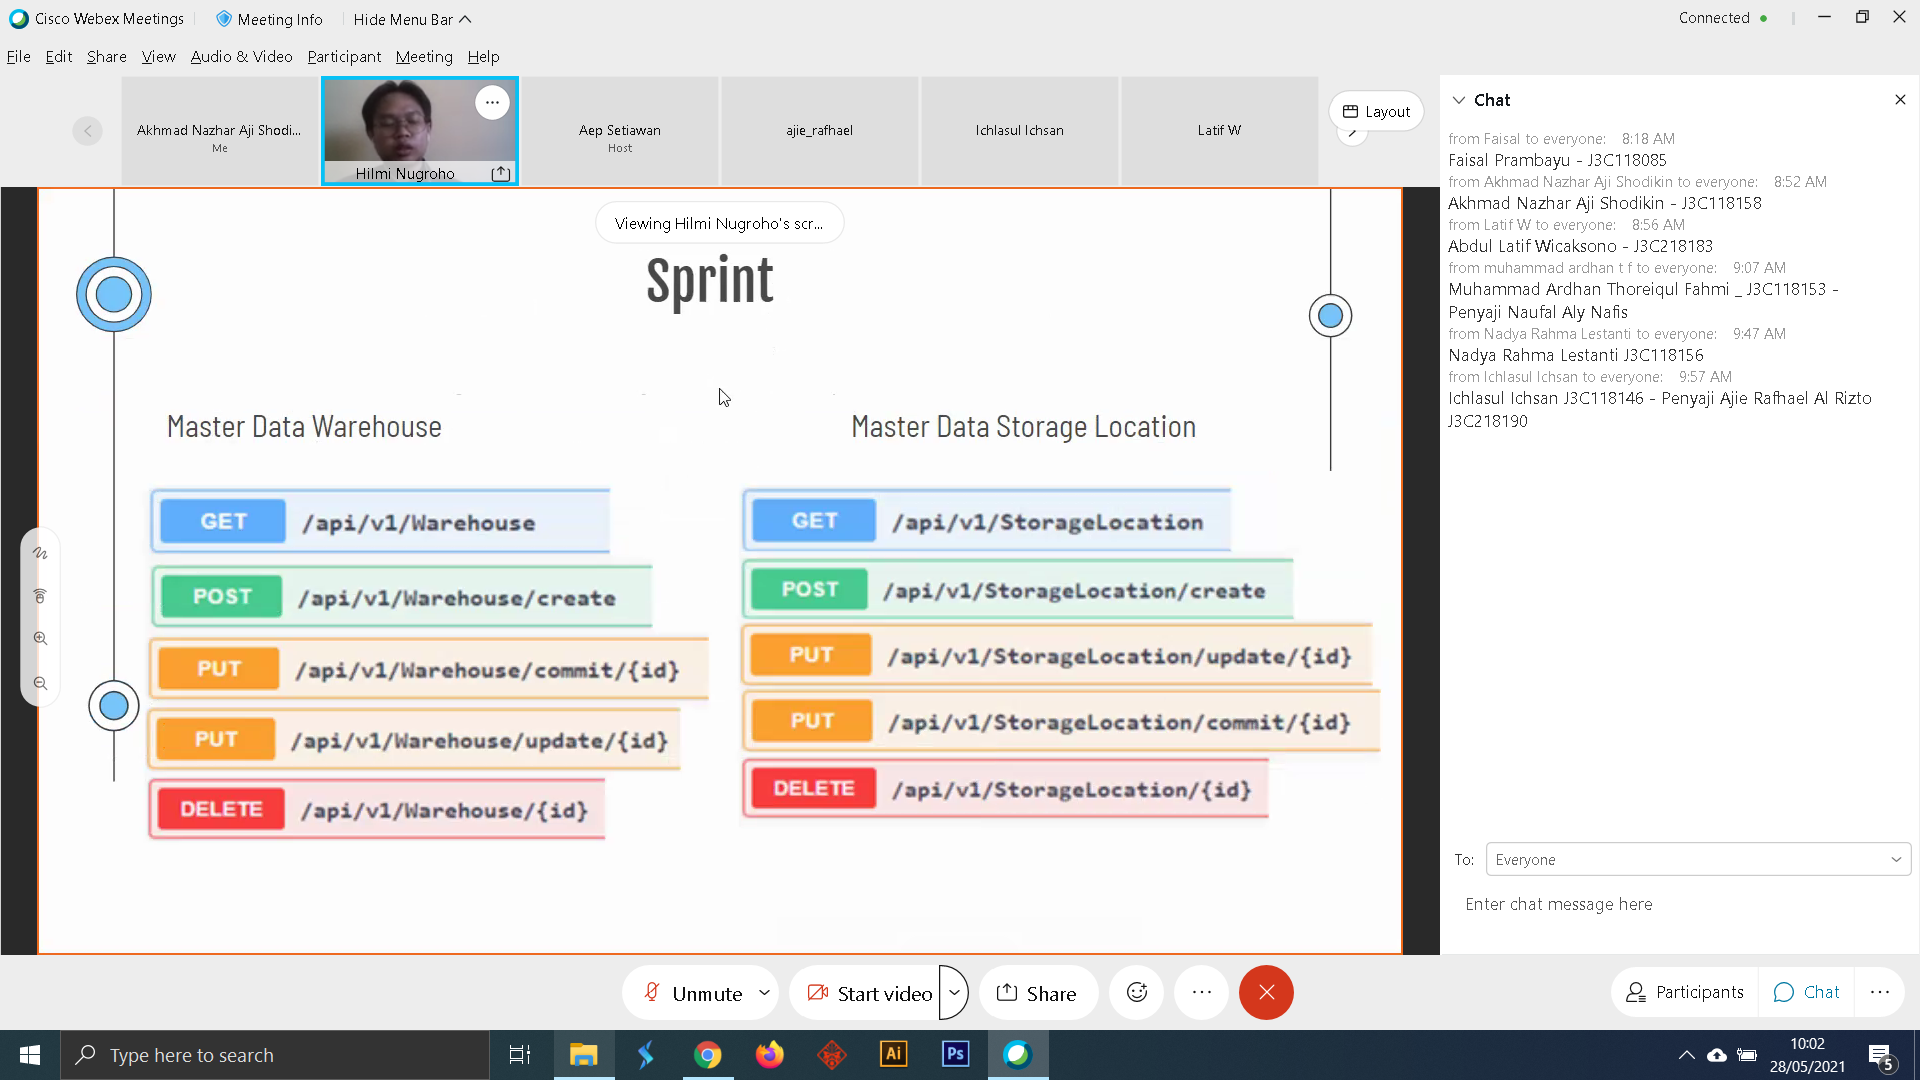 Cisco Webex Meetings
Meeting Info
Hide Menu Bar
Connected
File Edit Share View Audio & Video Participant Meeting Help
Akhmad Nazhar Aji Shodi...
Me
Hilmi Nugroho
Aep Setiawan
Host
ajie_rafhael
Ichlasul Ichsan
Latif W
Layout
Viewing Hilmi Nugroho's scr...
Sprint
Master Data Warehouse
GET /api/v1/Warehouse
POST /api/v1/Warehouse/create
PUT /api/v1/Warehouse/commit/{id}
PUT /api/v1/Warehouse/update/{id}
DELETE /api/v1/Warehouse/{id}
Master Data Storage Location
GET /api/v1/StorageLocation
POST /api/v1/StorageLocation/create
PUT /api/v1/StorageLocation/update/{id}
PUT /api/v1/StorageLocation/commit/{id}
DELETE /api/v1/StorageLocation/{id}
Chat
from Faisal to everyone: 8:18 AM
Faisal Prambayu - J3C118085
from Akhmad Nazhar Aji Shodikin to everyone: 8:52 AM
Akhmad Nazhar Aji Shodikin - J3C118158
from Latif W to everyone: 8:56 AM
Abdul Latif Wicaksono - J3C218183
from muhammad ardhan t f to everyone: 9:07 AM
Muhammad Ardhan Thoreiqul Fahmi _ J3C118153 -
Penyaji Naufal Aly Nafis
from Nadya Rahma Lestanti to everyone: 9:47 AM
Nadya Rahma Lestanti J3C118156
from Ichlasul Ichsan to everyone: 9:57 AM
Ichlasul Ichsan J3C118146 - Penyaji Ajie Rafhael Al Rizto
J3C218190
To: Everyone
Enter chat message here
Unmute
Start video
Share
Participants
Chat
Type here to search
Ai
Ps
10:02
28/05/2021
5